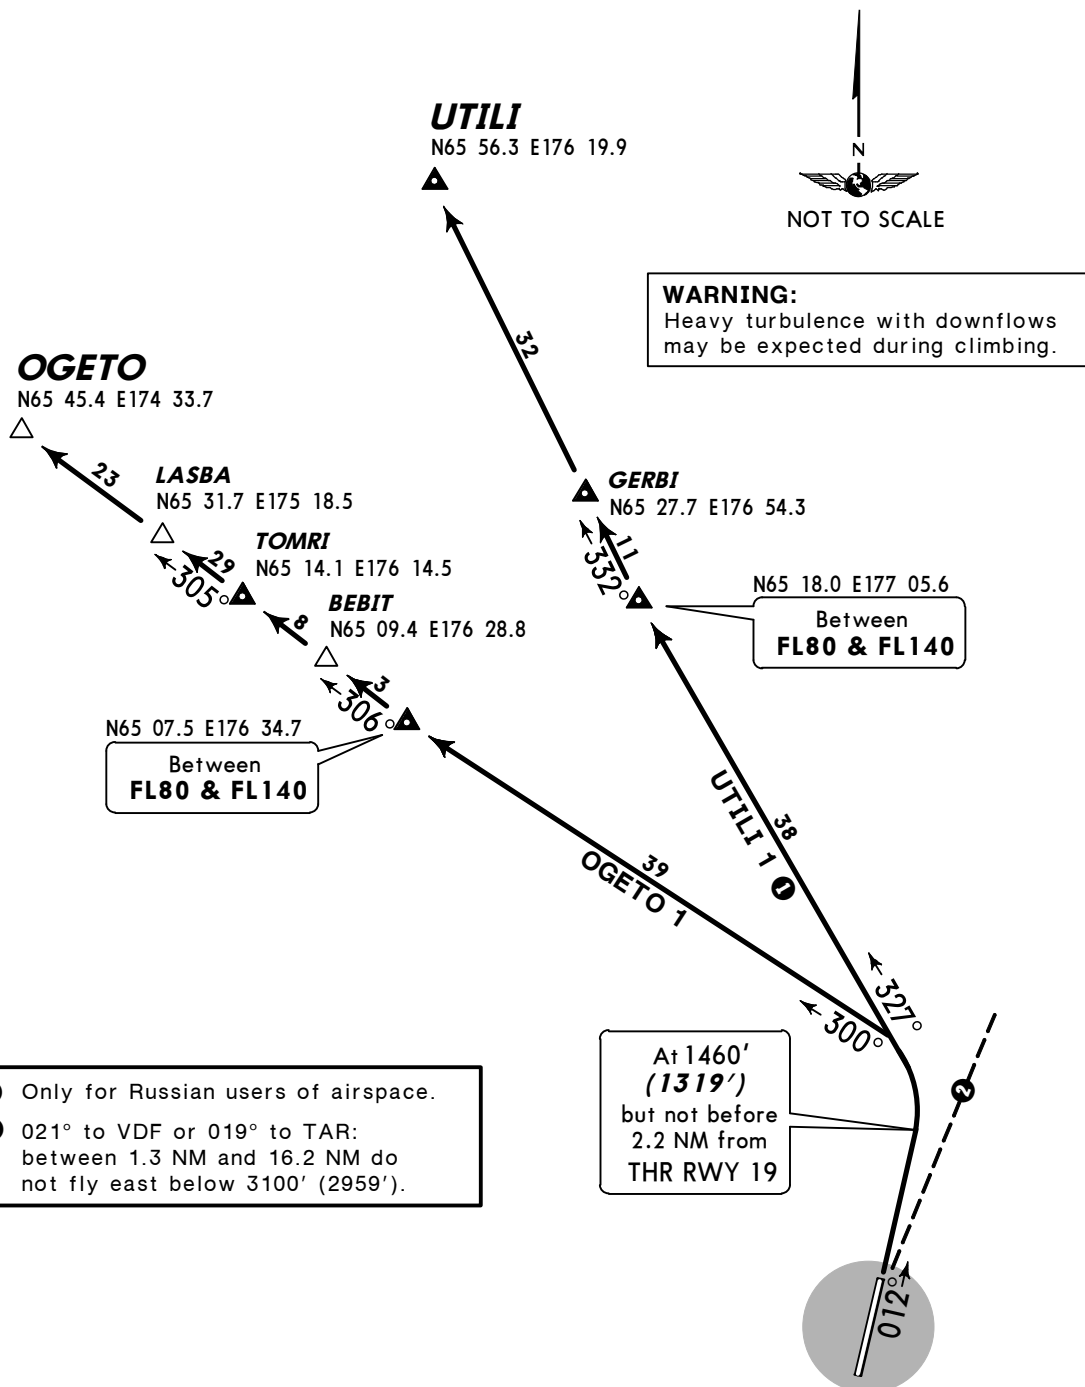 N
NOT TO SCALE
UTILI
N65 56.3 E176 19.9
WARNING:
Heavy turbulence with downflows
may be expected during climbing.
32
OGETO
N65 45.4 E174 33.7
23
LASBA
N65 31.7 E175 18.5
GERBI
N65 27.7 E176 54.3
11
332°
29
305°
TOMRI
N65 14.1 E176 14.5
N65 18.0 E177 05.6
Between
FL80 & FL140
8
BEBIT
N65 09.4 E176 28.8
3
306°
N65 07.5 E176 34.7
Between
FL80 & FL140
38
UTILI 1 1
39
OGETO 1
327°
300°
At 1460'
(1319')
but not before
2.2 NM from
THR RWY 19
2
Only for Russian users of airspace.
021° to VDF or 019° to TAR:
between 1.3 NM and 16.2 NM do
not fly east below 3100' (2959').
012°